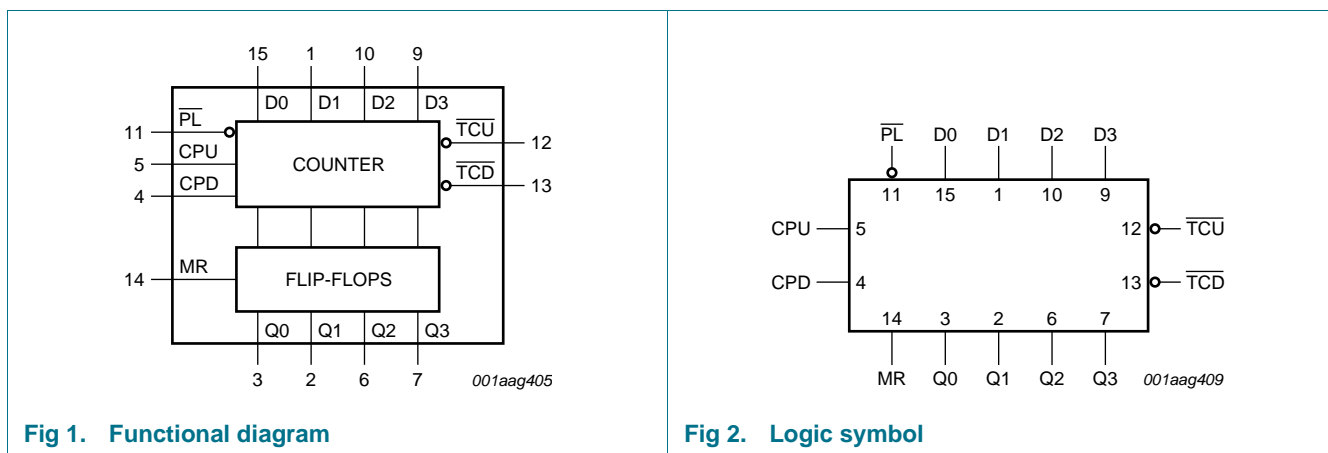 15 1 10 9
D0 D1 D2 D3
PL
11
CPU
5
CPD
4
COUNTER
TCU
12
TCD
13
MR
14
FLIP-FLOPS
Q0 Q1 Q2 Q3
3 2 6 7
001aag405
Fig 1. Functional diagram
PL D0 D1 D2 D3
11 15 1 10 9
CPU 5
12 TCU
CPD 4
13 TCD
14 3 2 6 7
MR Q0 Q1 Q2 Q3
001aag409
Fig 2. Logic symbol